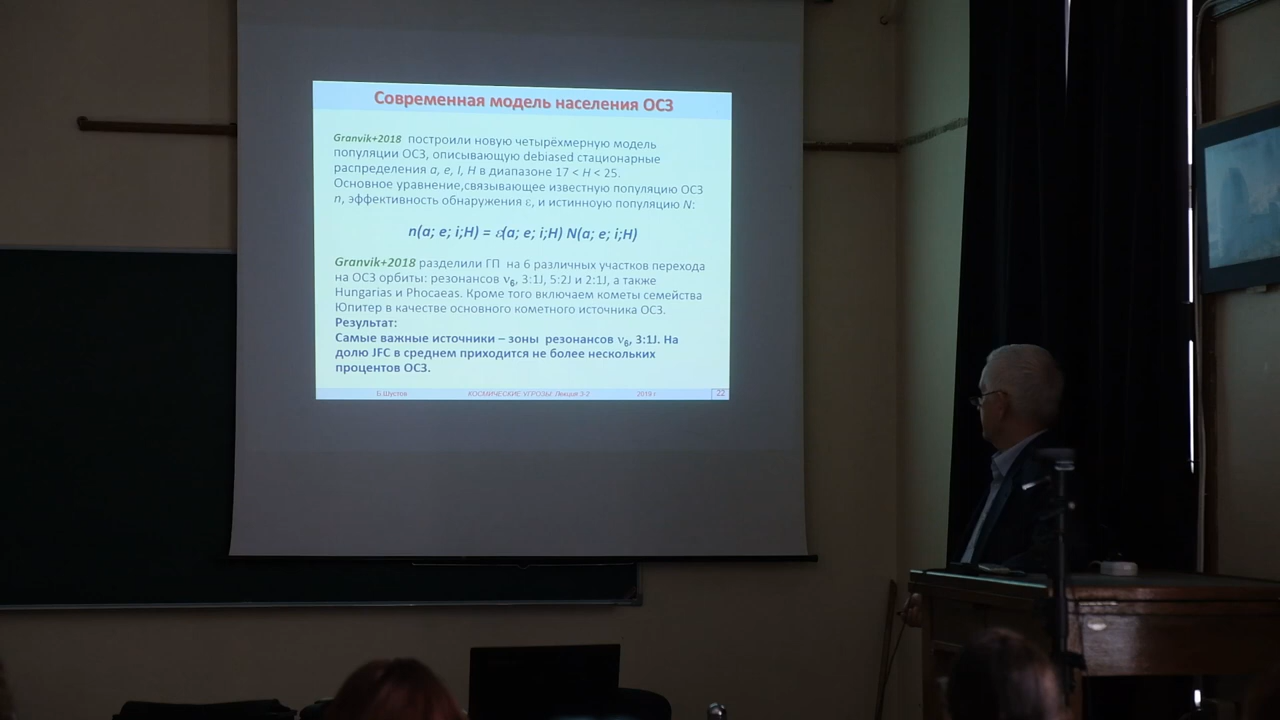 Современная модель населения ОСЗ
Granvik+2018 построили новую четырёхмерную модель
популяции ОСЗ, описывающую debiased стационарные
распределения a, e, I, H в диапазоне 17 < H < 25.
Основное уравнение,связывающее известную популяцию ОСЗ
n, эффективность обнаружения ε, и истинную популяцию N:
n(a; e; i;H) = ε(a; e; i;H) N(a; e; i;H)
Granvik+2018 разделили ГП на 6 различных участков перехода
на ОСЗ орбиты: резонансов ν6, 3:1J, 5:2J и 2:1J, а также
Hungarias и Phocaeas. Кроме того включаем кометы семейства
Юпитер в качестве основного кометного источника ОСЗ.
Результат:
Самые важные источники – зоны резонансов ν6, 3:1J. На
долю JFC в среднем приходится не более нескольких
процентов ОСЗ.
Б.Шустов КОСМИЧЕСКИЕ УГРОЗЫ: Лекция 3-2 2019 г. 22